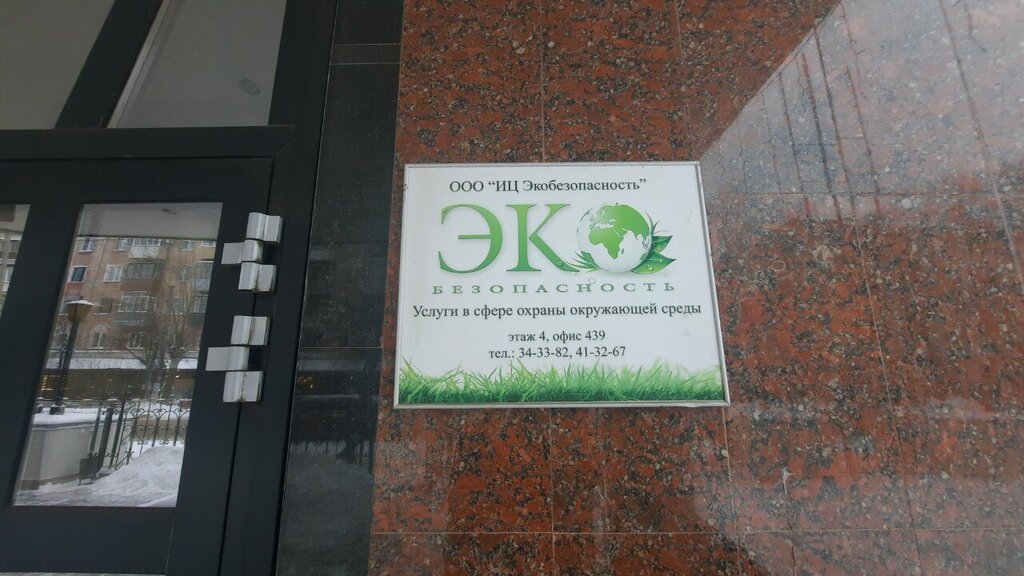 ООО "ИЦ Экобезопасность"
ЭКО
БЕЗОПАСНОСТЬ
Услуги в сфере охраны окружающей среды
этаж 4, офис 439
тел.: 34-33-82, 41-32-67